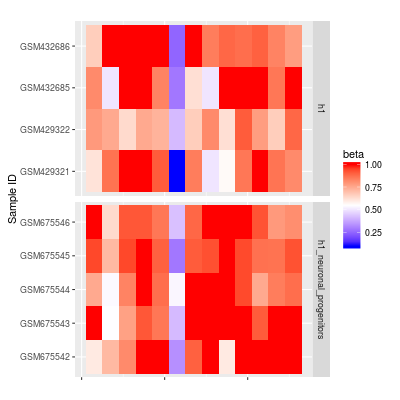 GSM432686
GSM432685
GSM429322
GSM429321
h1
GSM675546
GSM675545
GSM675544
GSM675543
GSM675542
h1_neuronal_progenitors
Sample ID
beta
1.00
0.75
0.50
0.25